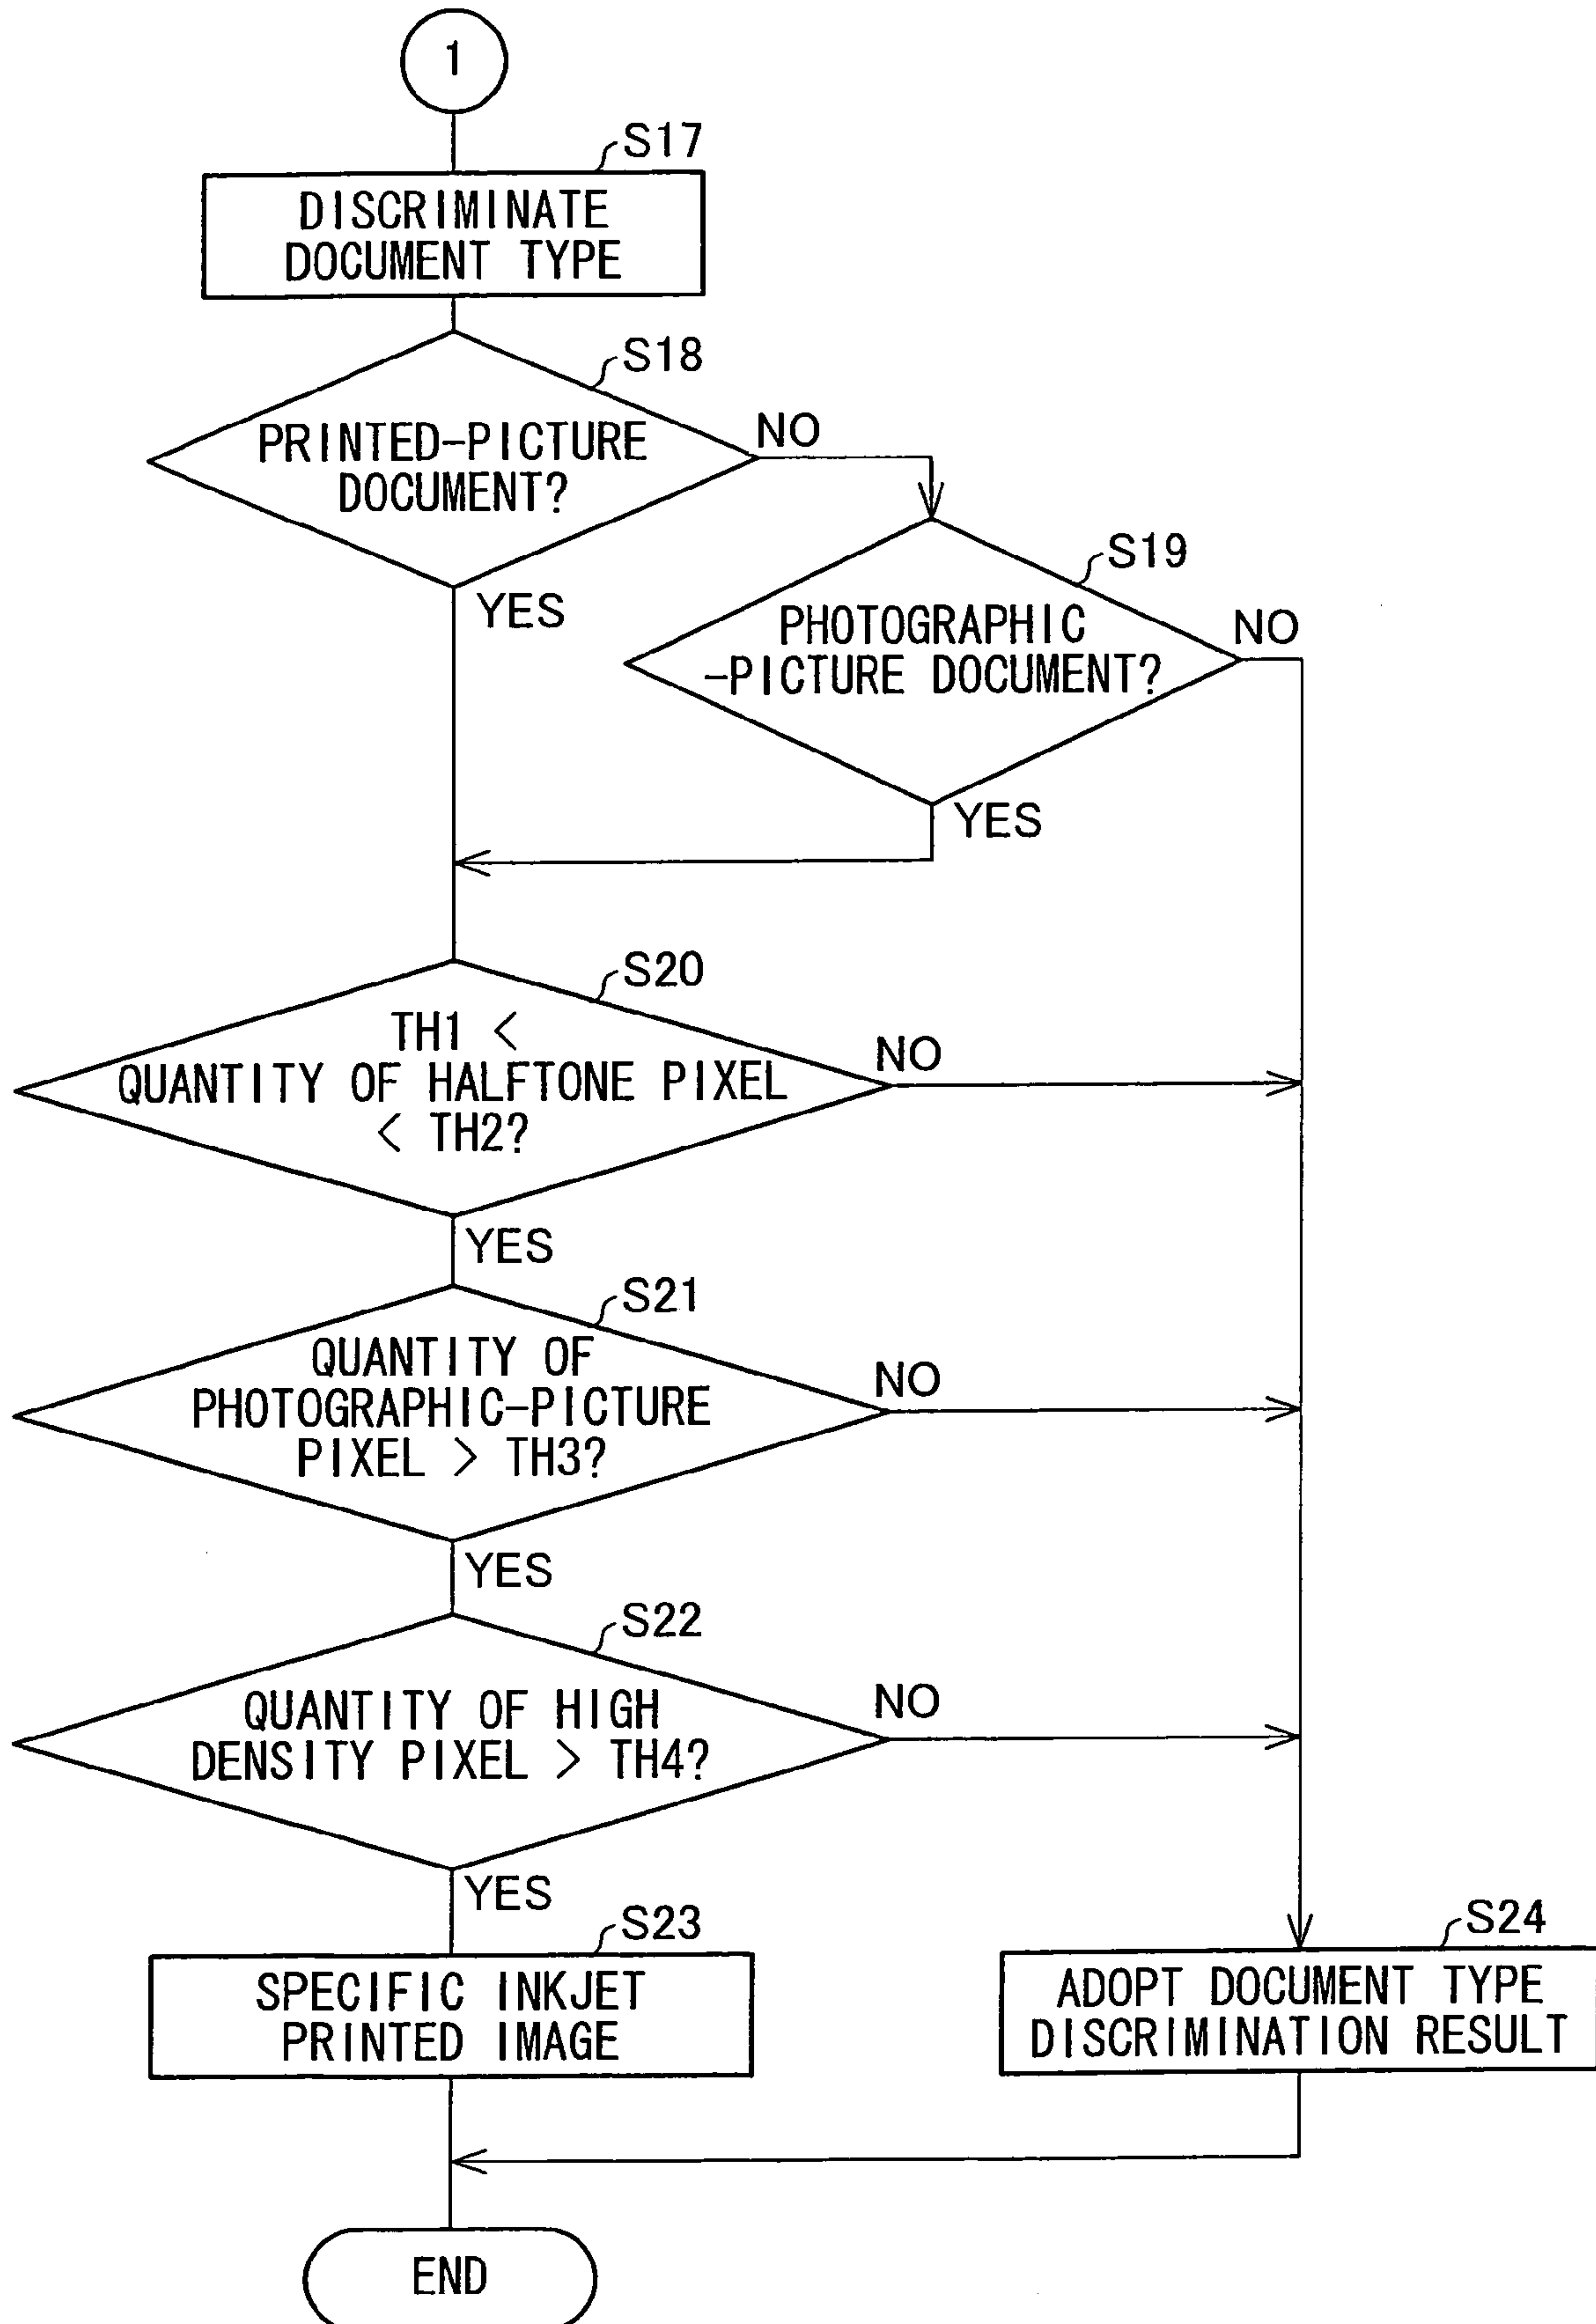 1
S17
DISCRIMINATE
DOCUMENT TYPE
S18
PRINTED-PICTURE
DOCUMENT?
NO
YES
S19
PHOTOGRAPHIC
-PICTURE DOCUMENT?
NO
YES
S20
TH1 <
QUANTITY OF HALFTONE PIXEL
< TH2?
NO
YES
S21
QUANTITY OF
PHOTOGRAPHIC-PICTURE
PIXEL > TH3?
NO
YES
S22
QUANTITY OF HIGH
DENSITY PIXEL > TH4?
NO
YES
S23
SPECIFIC INKJET
PRINTED IMAGE
S24
ADOPT DOCUMENT TYPE
DISCRIMINATION RESULT
END